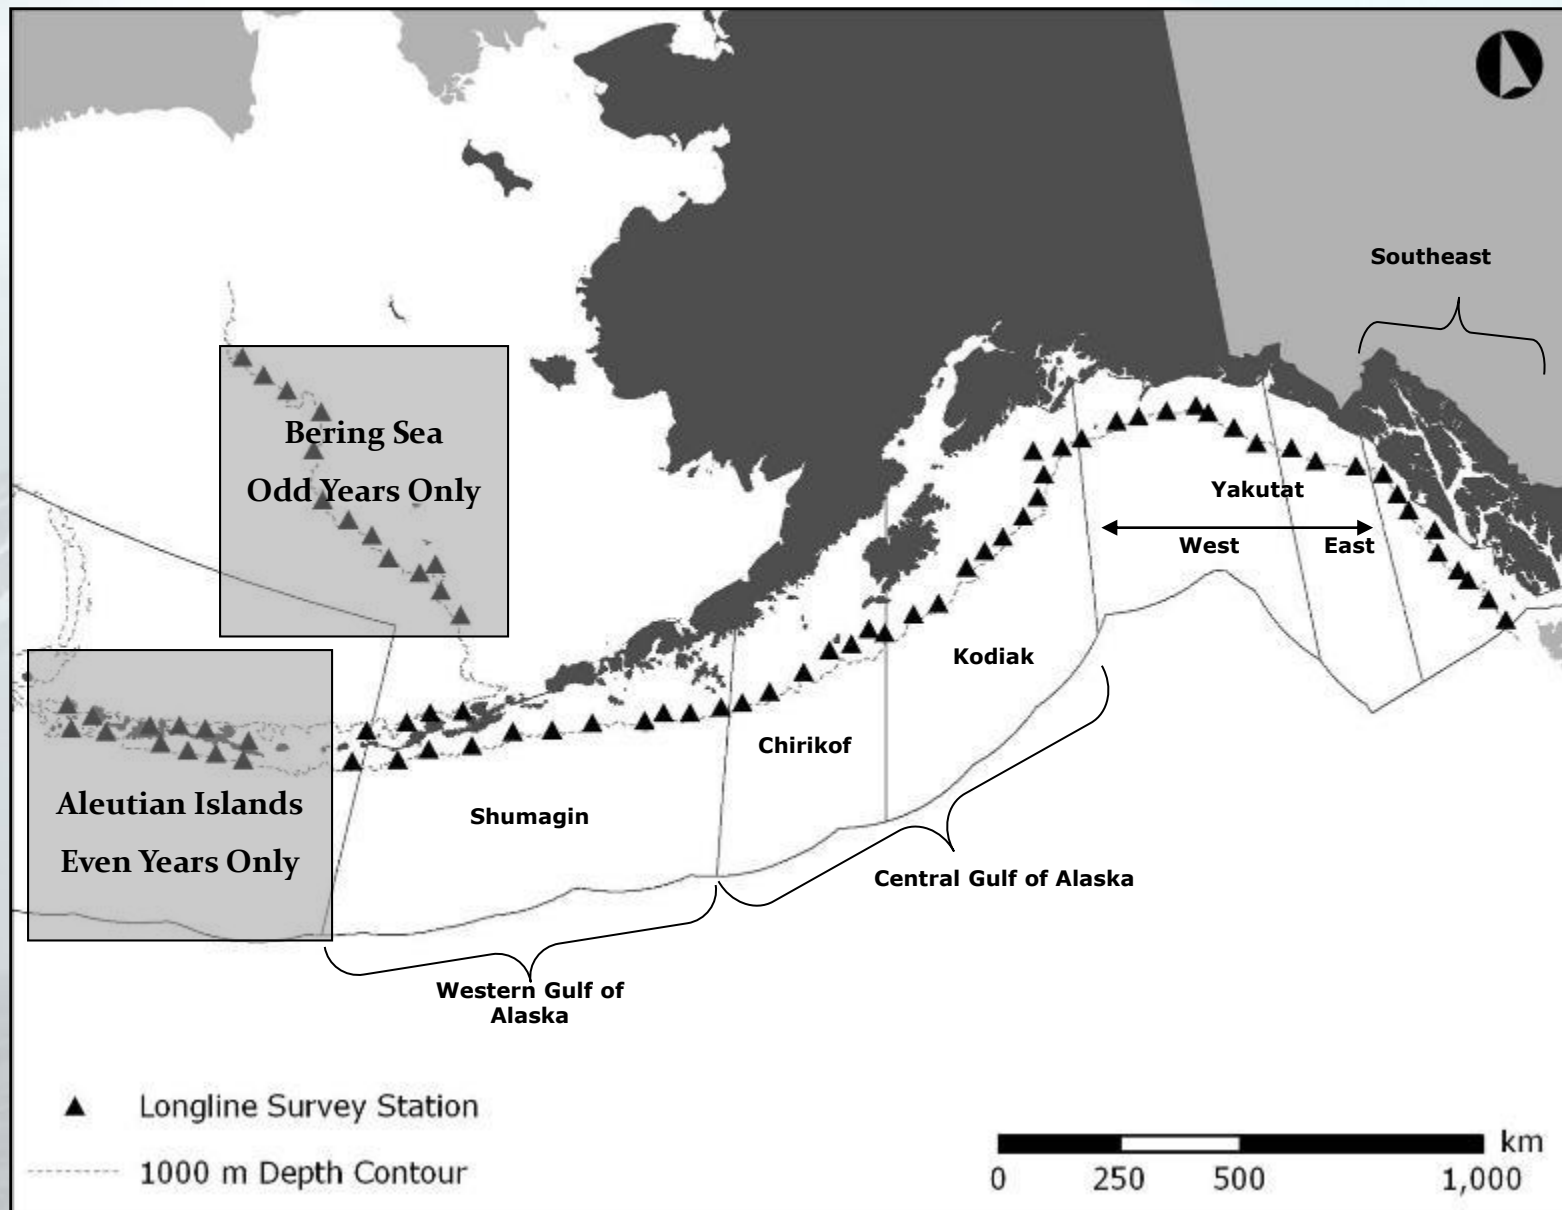 Southeast
Bering Sea
Odd Years Only
Yakutat
West
East
Kodiak
Chirikof
Aleutian Islands
Even Years Only
Shumagin
Central Gulf of Alaska
Western Gulf of
Alaska
Longline Survey Station
1000 m Depth Contour
km
0 250 500 1,000